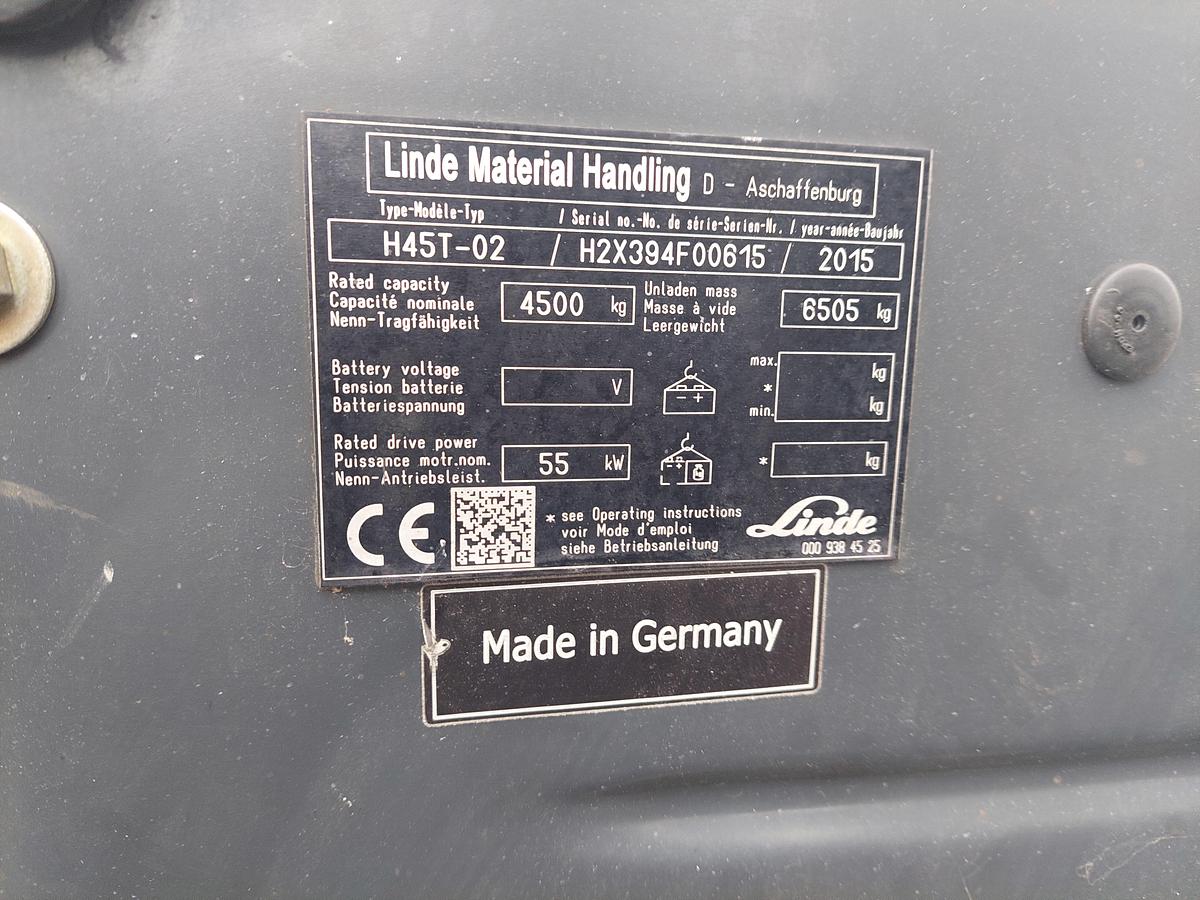 Linde Material Handling D - Aschaffenburg
Type-Modèle-Typ / Serial no.-No. de série-Serien-Nr. / year-année-Baujahr
H45T-02 / H2X394F00615 / 2015
Rated capacity
Capacité nominale
Nenn-Tragfähigkeit
4500 kg
Unladen mass
Masse à vide
Leergewicht
6505 kg
Battery voltage
Tension batterie
Batteriespannung
V
- +
max. kg
*
min. kg
Rated drive power
Puissance motr.nom.
Nenn-Antriebsleist.
55 kW
- +
* kg
CE
* see Operating instructions
voir Mode d'emploi
siehe Betriebsanleitung
Linde
000 938 45 25
Made in Germany